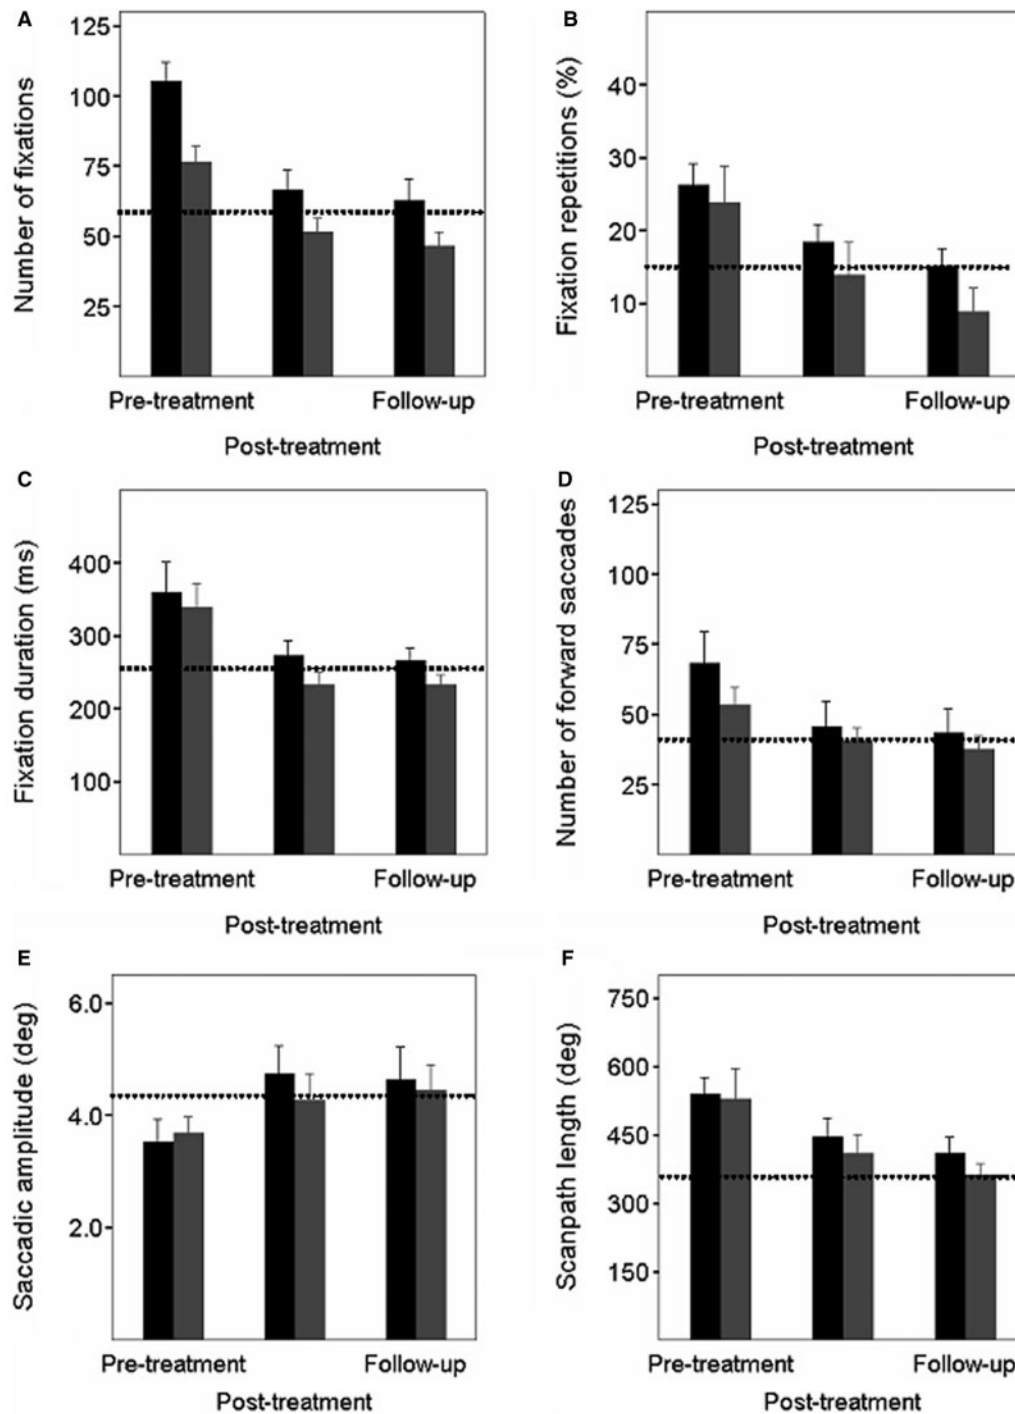 A
Number of fixations
125
100
75
50
25
Pre-treatment
Follow-up
Post-treatment
B
Fixation repetitions (%)
40
30
20
10
Pre-treatment
Follow-up
Post-treatment
C
Fixation duration (ms)
400
300
200
100
Pre-treatment
Follow-up
Post-treatment
D
Number of forward saccades
125
100
75
50
25
Pre-treatment
Follow-up
Post-treatment
E
Saccadic amplitude (deg)
6.0
4.0
2.0
Pre-treatment
Follow-up
Post-treatment
F
Scanpath length (deg)
750
600
450
300
150
Pre-treatment
Follow-up
Post-treatment